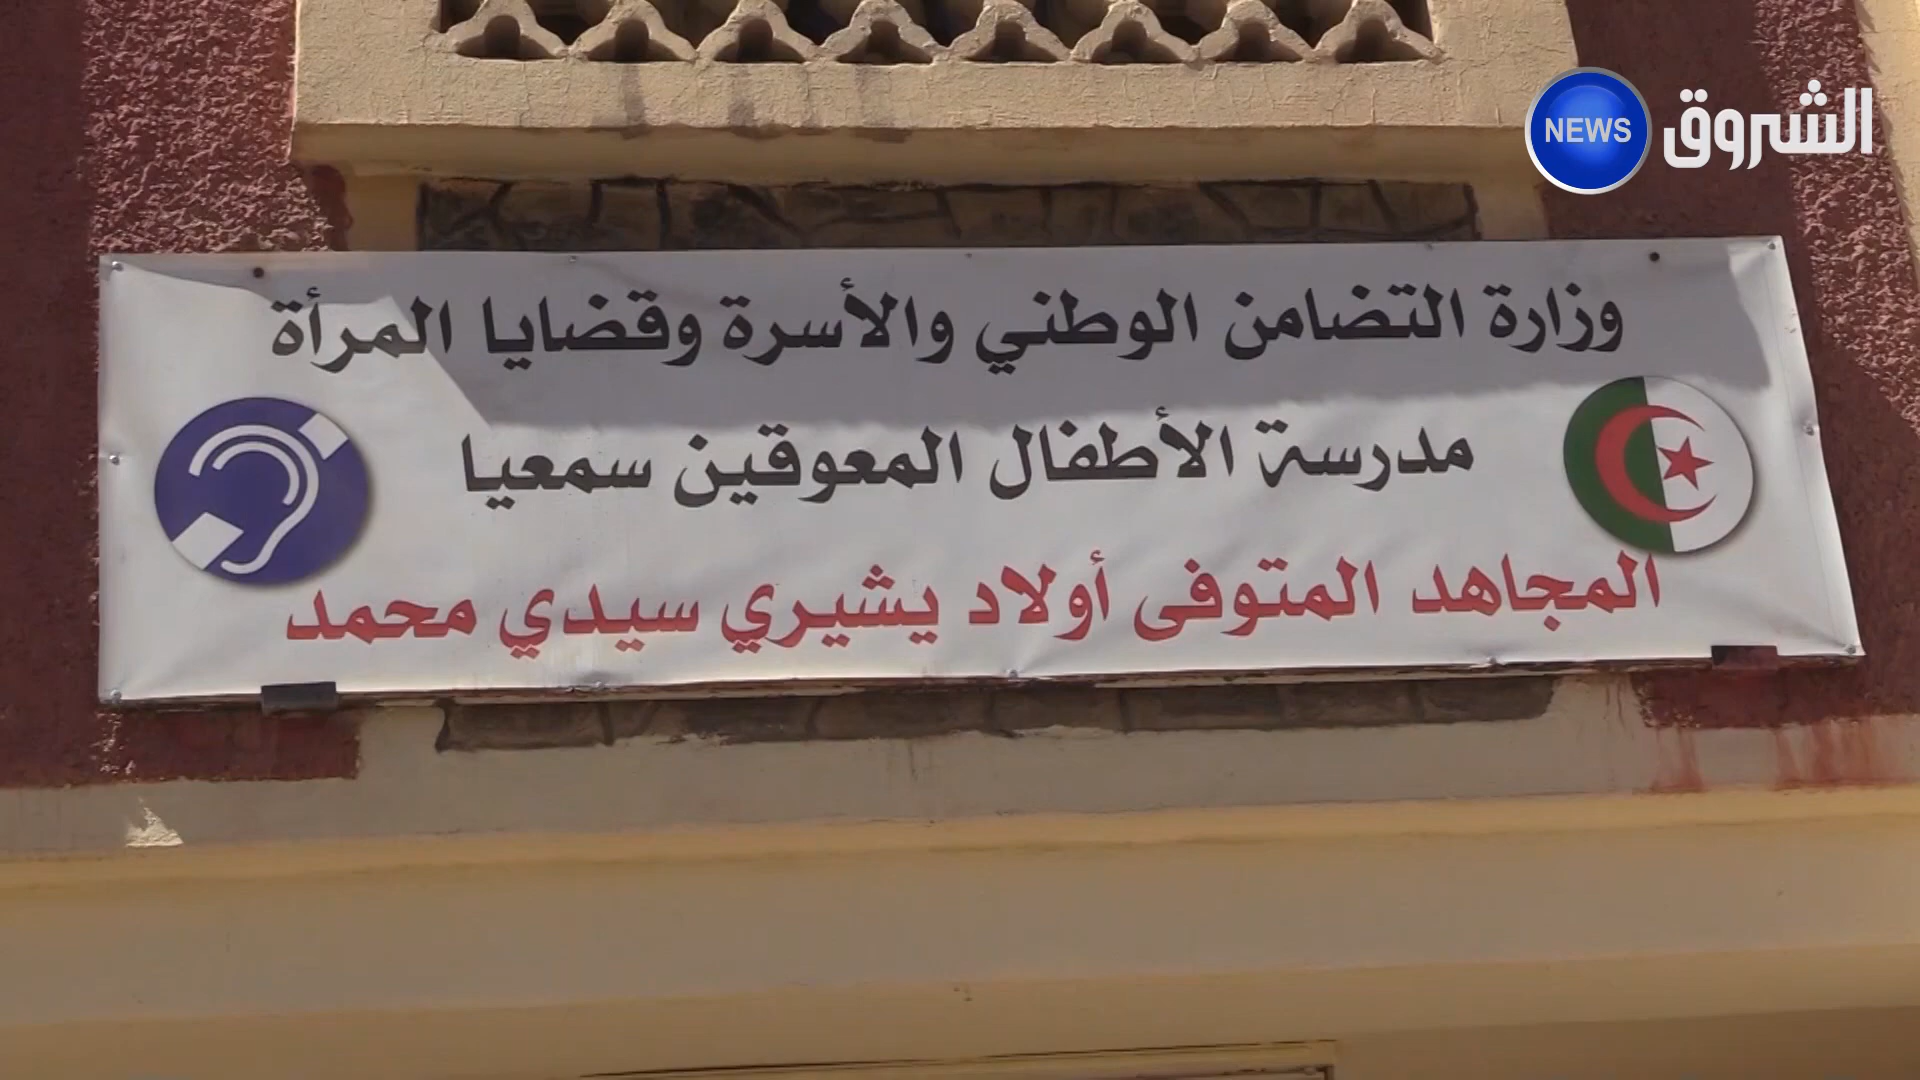 NEWS الشروق
وزارة التضامن الوطني والأسرة وقضايا المرأة
مدرسة الأطفال المعوقين سمعيا
المجاهد المتوفى أولاد يشيري سيدي محمد